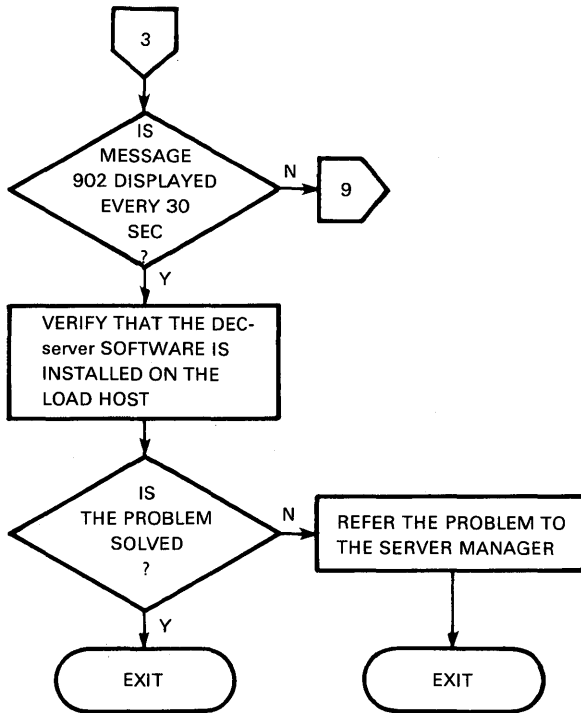 3
IS
MESSAGE
902 DISPLAYED
EVERY 30
SEC
?
N
9
Y
VERIFY THAT THE DEC-
server SOFTWARE IS
INSTALLED ON THE
LOAD HOST
IS
THE PROBLEM
SOLVED
?
N
REFER THE PROBLEM TO
THE SERVER MANAGER
Y
EXIT
EXIT